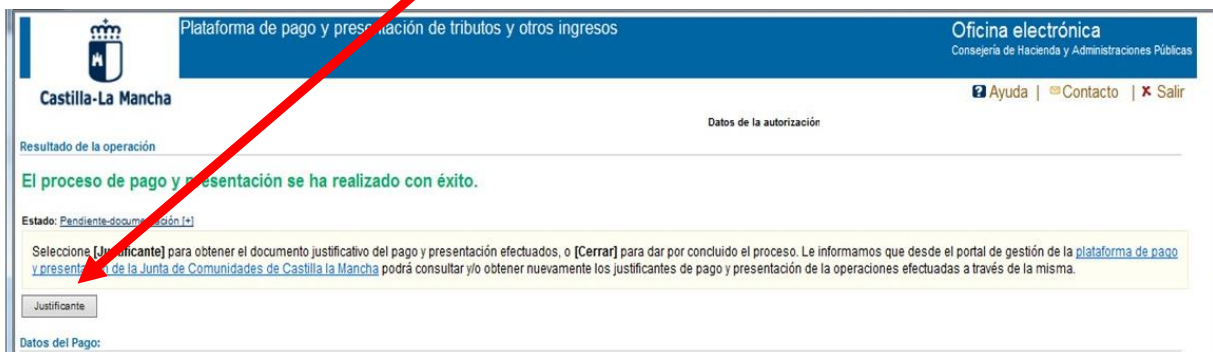 Plataforma de pago y presentación de tributos y otros ingresos
Oficina electrónica
Consejería de Hacienda y Administraciones Públicas
Castilla-La Mancha
Ayuda | Contacto | Salir
Datos de la autorización
Resultado de la operación
El proceso de pago y presentación se ha realizado con éxito.
Estado: Pendiente-documentación [+]
Seleccione [Justificante] para obtener el documento justificativo del pago y presentación efectuados, o [Cerrar] para dar por concluido el proceso. Le informamos que desde el portal de gestión de la plataforma de pago
y presentación de la Junta de Comunidades de Castilla la Mancha podrá consultar y/o obtener nuevamente los justificantes de pago y presentación de la operaciones efectuadas a través de la misma.
Justificante
Datos del Pago: